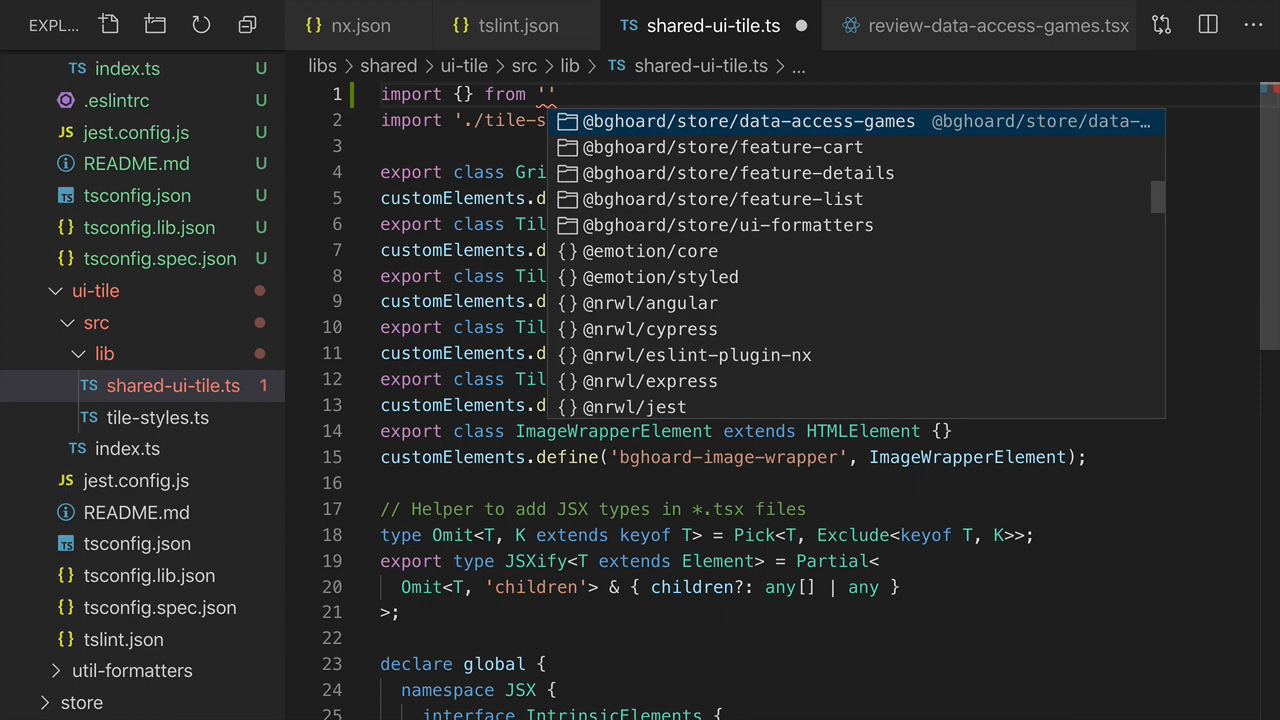 EXPL...
nx.json
tslint.json
TS shared-ui-tile.ts
review-data-access-games.tsx
libs > shared > ui-tile > src > lib > TS shared-ui-tile.ts > ...
TS index.ts U
.eslintrc U
JS jest.config.js U
README.md U
TS tsconfig.json U
{} tsconfig.lib.json U
{} tsconfig.spec.json U
ui-tile
src
lib
TS shared-ui-tile.ts 1
TS tile-styles.ts
TS index.ts
JS jest.config.js
README.md
TS tsconfig.json
{} tsconfig.lib.json
{} tsconfig.spec.json
{} tslint.json
util-formatters
store
1 import {} from ''
2 import './tile-s
3
4 export class Gri
5 customElements.d
6 export class Til
7 customElements.d
8 export class Til
9 customElements.d
10 export class Til
11 customElements.d
12 export class Til
13 customElements.d
14 export class ImageWrapperElement extends HTMLElement {}
15 customElements.define('bghoard-image-wrapper', ImageWrapperElement);
16
17 // Helper to add JSX types in *.tsx files
18 type Omit<T, K extends keyof T> = Pick<T, Exclude<keyof T, K>>;
19 export type JSXify<T extends Element> = Partial<
20 Omit<T, 'children'> & { children?: any[] | any }
21 >;
22
23 declare global {
24 namespace JSX {
25 interface IntrinsicElements {
@bghoard/store/data-access-games @bghoard/store/data-…
@bghoard/store/feature-cart
@bghoard/store/feature-details
@bghoard/store/feature-list
@bghoard/store/ui-formatters
{} @emotion/core
{} @emotion/styled
{} @nrwl/angular
{} @nrwl/cypress
{} @nrwl/eslint-plugin-nx
{} @nrwl/express
{} @nrwl/jest